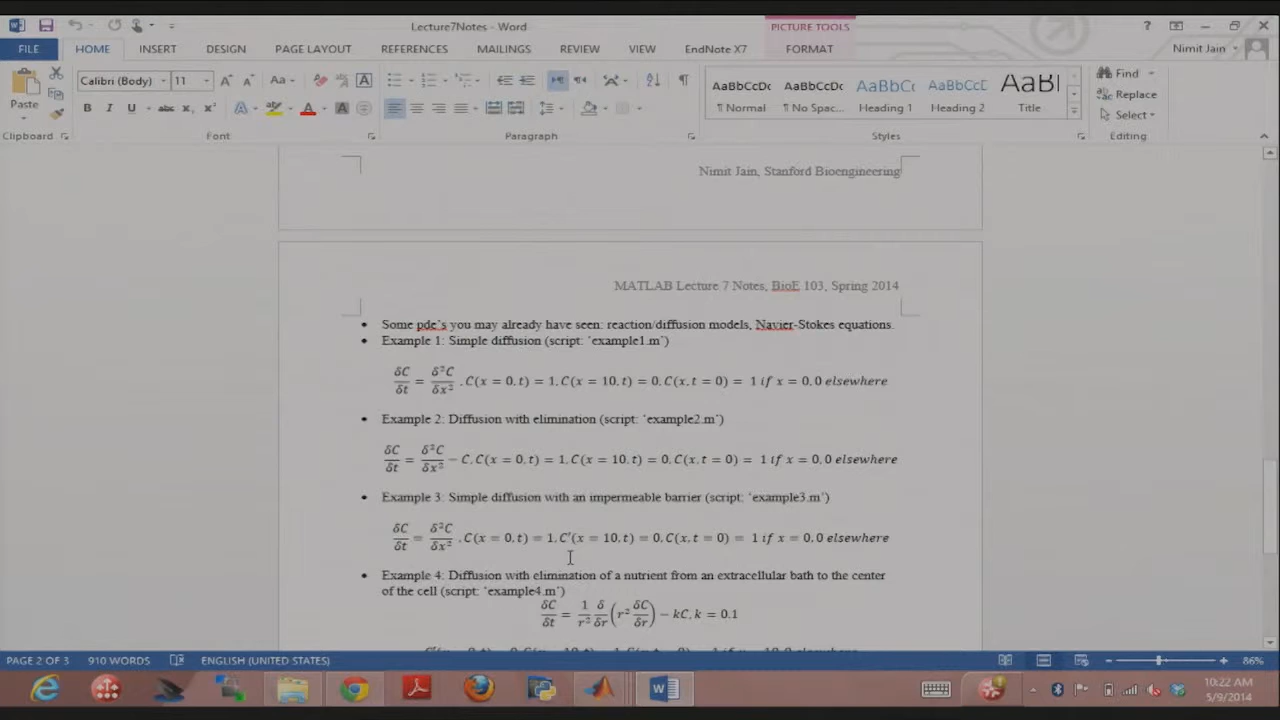 Lecture7Notes - Word
PICTURE TOOLS
FILE HOME INSERT DESIGN PAGE LAYOUT REFERENCES MAILINGS REVIEW VIEW EndNote X7 FORMAT
Nimit Jain
Calibri (Body) 11
Paste
Find
Replace
Select
AaBbCcDc AaBbCcDc AaBbCc AaBbCcD AaBl
¶ Normal ¶ No Spac... Heading 1 Heading 2 Title
Clipboard Font Paragraph Styles Editing
Nimit Jain, Stanford Bioengineering
MATLAB Lecture 7 Notes, BioE 103, Spring 2014
• Some pde's you may already have seen: reaction/diffusion models, Navier-Stokes equations.
• Example 1: Simple diffusion (script: 'example1.m')
δC/δt = δ²C/δx² , C(x = 0, t) = 1, C(x = 10, t) = 0, C(x, t = 0) = 1 if x = 0, 0 elsewhere
• Example 2: Diffusion with elimination (script: 'example2.m')
δC/δt = δ²C/δx² − C, C(x = 0, t) = 1, C(x = 10, t) = 0, C(x, t = 0) = 1 if x = 0, 0 elsewhere
• Example 3: Simple diffusion with an impermeable barrier (script: 'example3.m')
δC/δt = δ²C/δx² , C(x = 0, t) = 1, C′(x = 10, t) = 0, C(x, t = 0) = 1 if x = 0, 0 elsewhere
• Example 4: Diffusion with elimination of a nutrient from an extracellular bath to the center
of the cell (script: 'example4.m')
δC/δt = 1/r² δ/δr (r² δC/δr) − kC, k = 0.1
PAGE 2 OF 3 910 WORDS ENGLISH (UNITED STATES) 86%
10:22 AM
5/9/2014